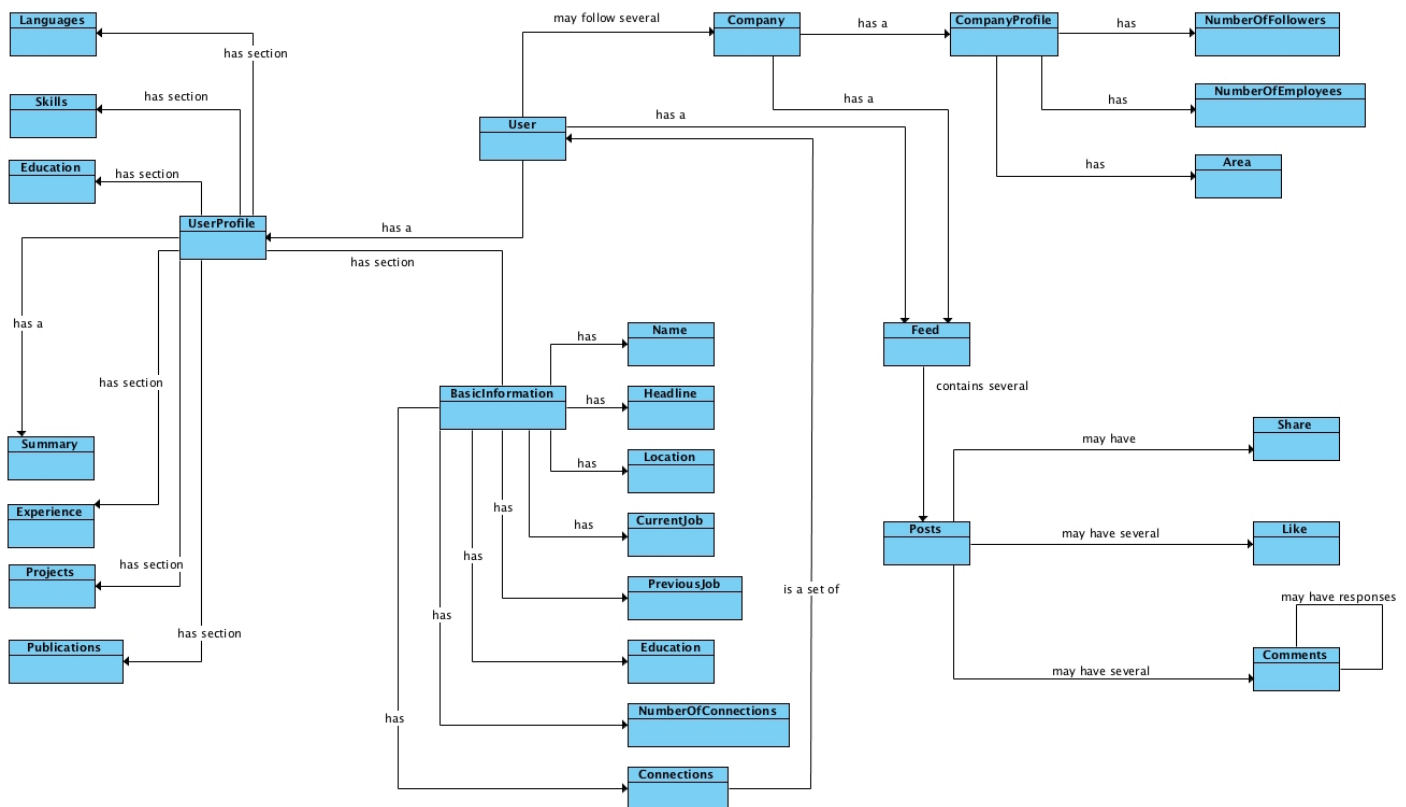 Languages
may follow several
Company
has a
CompanyProfile
has
NumberOfFollowers
has section
Skills
has section
has a
NumberOfEmployees
has
User
has a
Education
has section
Area
has
UserProfile
has a
has section
has a
Name
has
Feed
has section
contains several
BasicInformation
Headline
has
Share
may have
Summary
Location
has
Experience
has
CurrentJob
has
Posts
Like
may have several
has
Projects
has section
PreviousJob
is a set of
may have responses
has
has section
Publications
Education
Comments
may have several
has
NumberOfConnections
Connections